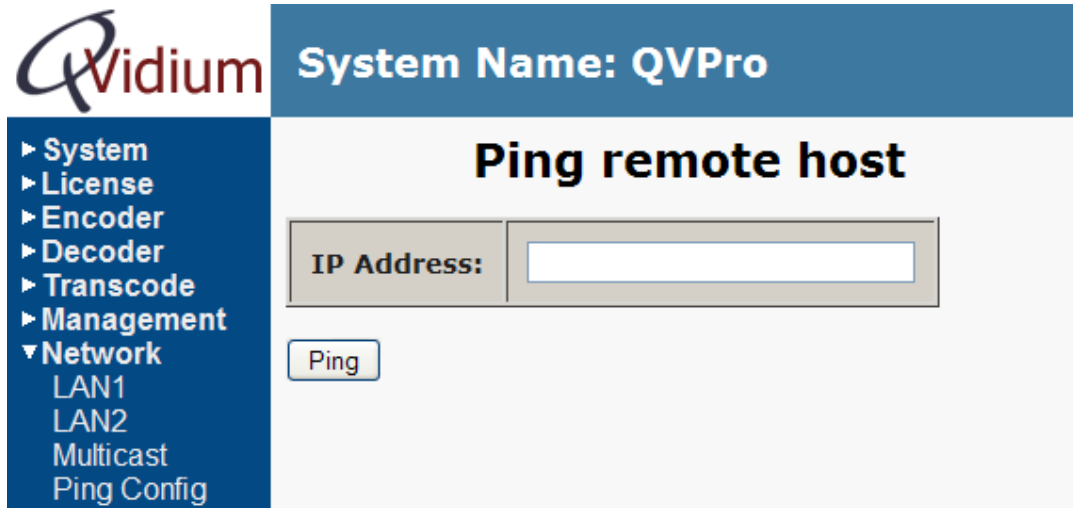 QVidium
System Name: QVPro
System
License
Encoder
Decoder
Transcode
Management
Network
LAN1
LAN2
Multicast
Ping Config
Ping remote host
IP Address:
Ping